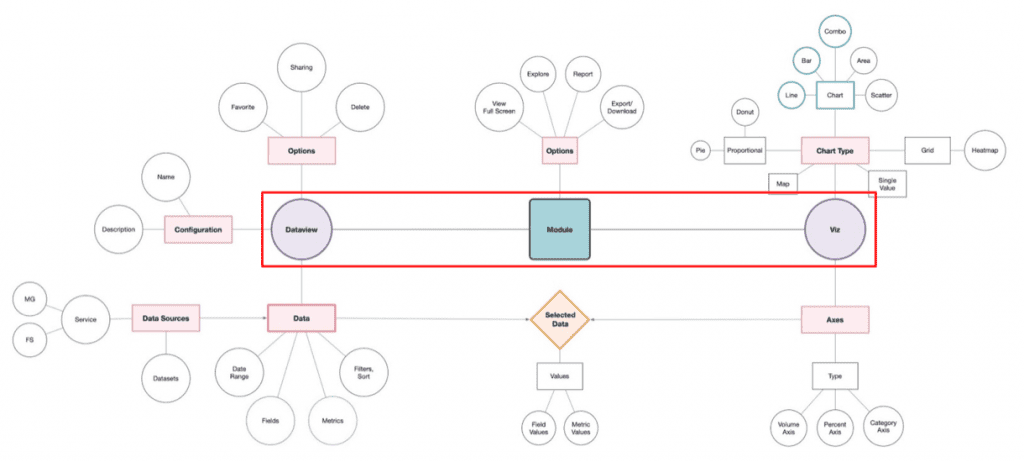 Combo
Bar
Area
Line
Chart
Scatter
Sharing
Explore
Report
Favorite
Delete
View
Full Screen
Export/
Download
Donut
Options
Options
Pie
Proportional
Chart Type
Grid
Heatmap
Name
Map
Single
Value
Description
Configuration
Dataview
Module
Viz
MG
Service
Data Sources
Data
Selected
Data
Axes
FS
Date
Range
Filters,
Sort
Datasets
Values
Type
Fields
Metrics
Field
Values
Metric
Values
Volume
Axis
Percent
Axis
Category
Axis